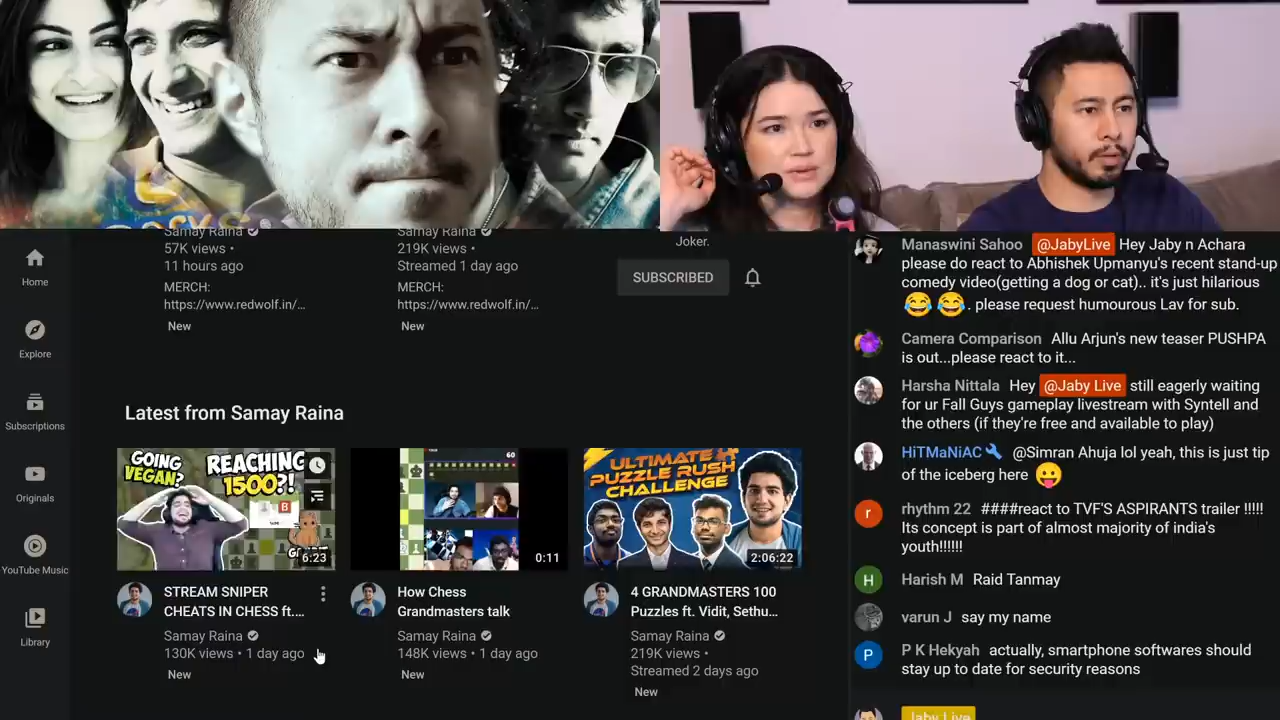 Samay Raina
57K views •
11 hours ago
MERCH:
https://www.redwolf.in/...
New
Samay Raina
219K views •
Streamed 1 day ago
MERCH:
https://www.redwolf.in/...
New
Joker.
SUBSCRIBED
Home
Explore
Subscriptions
Originals
YouTube Music
Library
Latest from Samay Raina
GOING VEGAN?
REACHING 1500?!
6:23
STREAM SNIPER
CHEATS IN CHESS ft....
Samay Raina
130K views • 1 day ago
New
60
0:11
How Chess
Grandmasters talk
Samay Raina
148K views • 1 day ago
New
ULTIMATE
PUZZLE RUSH
CHALLENGE
2:06:22
4 GRANDMASTERS 100
Puzzles ft. Vidit, Sethu...
Samay Raina
219K views •
Streamed 2 days ago
New
Manaswini Sahoo @JabyLive Hey Jaby n Achara
please do react to Abhishek Upmanyu's recent stand-up
comedy video(getting a dog or cat).. it's just hilarious
😂 😂 . please request humourous Lav for sub.
Camera Comparison Allu Arjun's new teaser PUSHPA
is out...please react to it...
Harsha Nittala Hey @Jaby Live still eagerly waiting
for ur Fall Guys gameplay livestream with Syntell and
the others (if they're free and available to play)
HiTMaNiAC 🔧 @Simran Ahuja lol yeah, this is just tip
of the iceberg here 😛
r
rhythm 22 ####react to TVF'S ASPIRANTS trailer !!!!!
Its concept is part of almost majority of india's
youth!!!!!!
H
Harish M Raid Tanmay
varun J say my name
P
P K Hekyah actually, smartphone softwares should
stay up to date for security reasons
Jaby Live